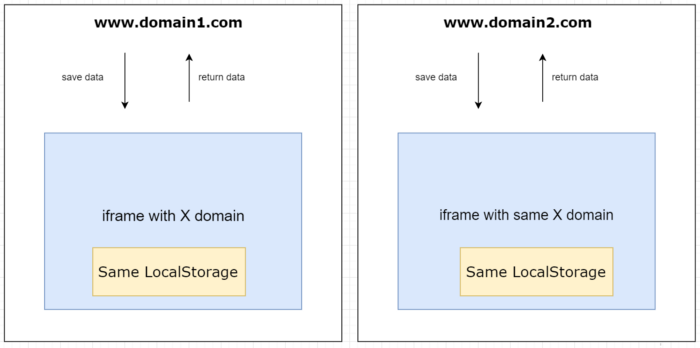 www.domain1.com
save data
return data
iframe with X domain
Same LocalStorage
www.domain2.com
save data
return data
iframe with same X domain
Same LocalStorage